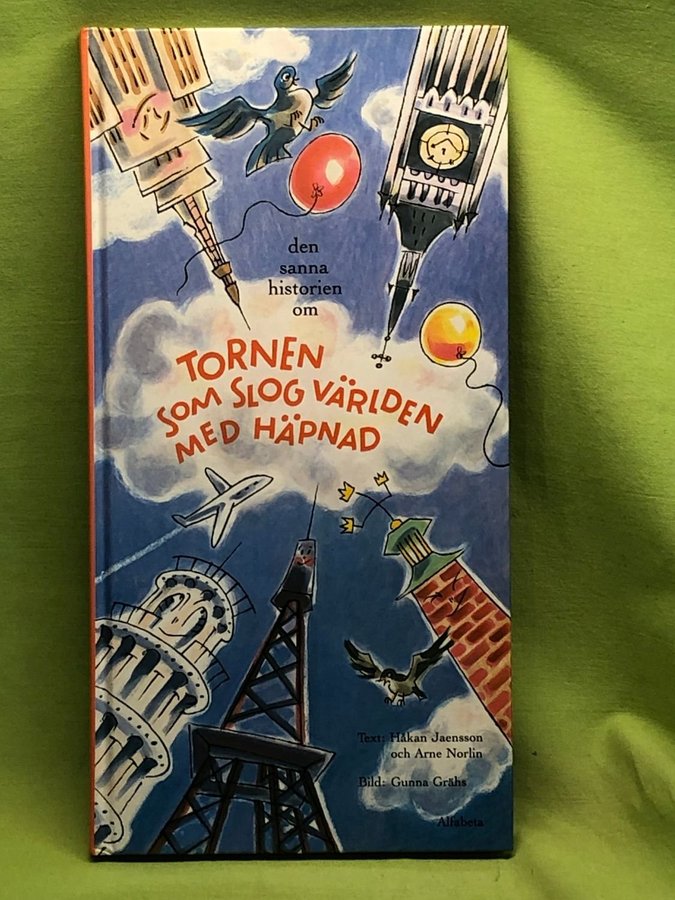 den
sanna
historien
om
TORNEN
SOM SLOG VÄRLDEN
MED HÄPNAD
Text: Håkan Jaensson
och Arne Norlin
Bild: Gunna Grähs
Alfabeta